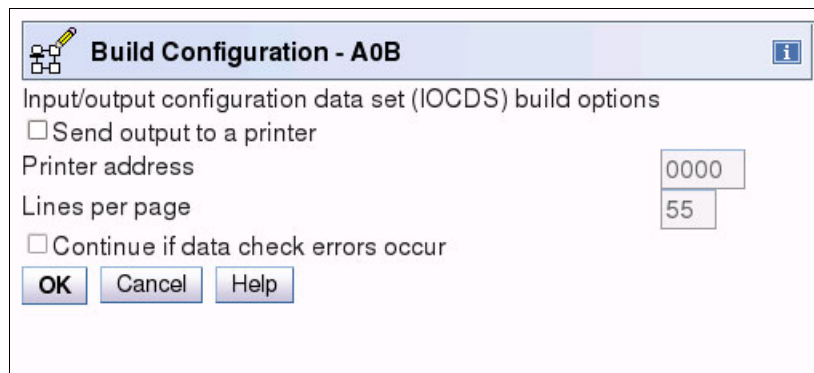 Build Configuration - A0B
i
Input/output configuration data set (IOCDS) build options
Send output to a printer
Printer address 0000
Lines per page 55
Continue if data check errors occur
OK Cancel Help